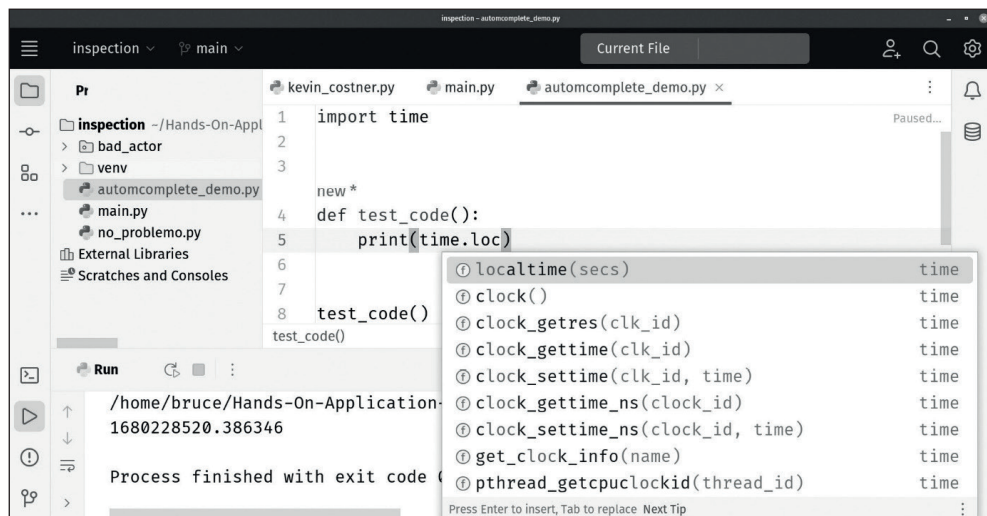 inspection – automcomplete_demo.py
inspection main Current File
Pr
inspection ~/Hands-On-Appl
bad_actor
venv
automcomplete_demo.py
main.py
no_problemo.py
External Libraries
Scratches and Consoles
kevin_costner.py main.py automcomplete_demo.py
Paused...
1 import time
2
3
new *
4 def test_code():
5 print(time.loc)
6
7
8 test_code()
test_code()
localtime(secs) time
clock() time
clock_getres(clk_id) time
clock_gettime(clk_id) time
clock_settime(clk_id, time) time
clock_gettime_ns(clock_id) time
clock_settime_ns(clock_id, time) time
get_clock_info(name) time
pthread_getcpuclockid(thread_id) time
Press Enter to insert, Tab to replace Next Tip
Run
/home/bruce/Hands-On-Application-
1680228520.386346
Process finished with exit code